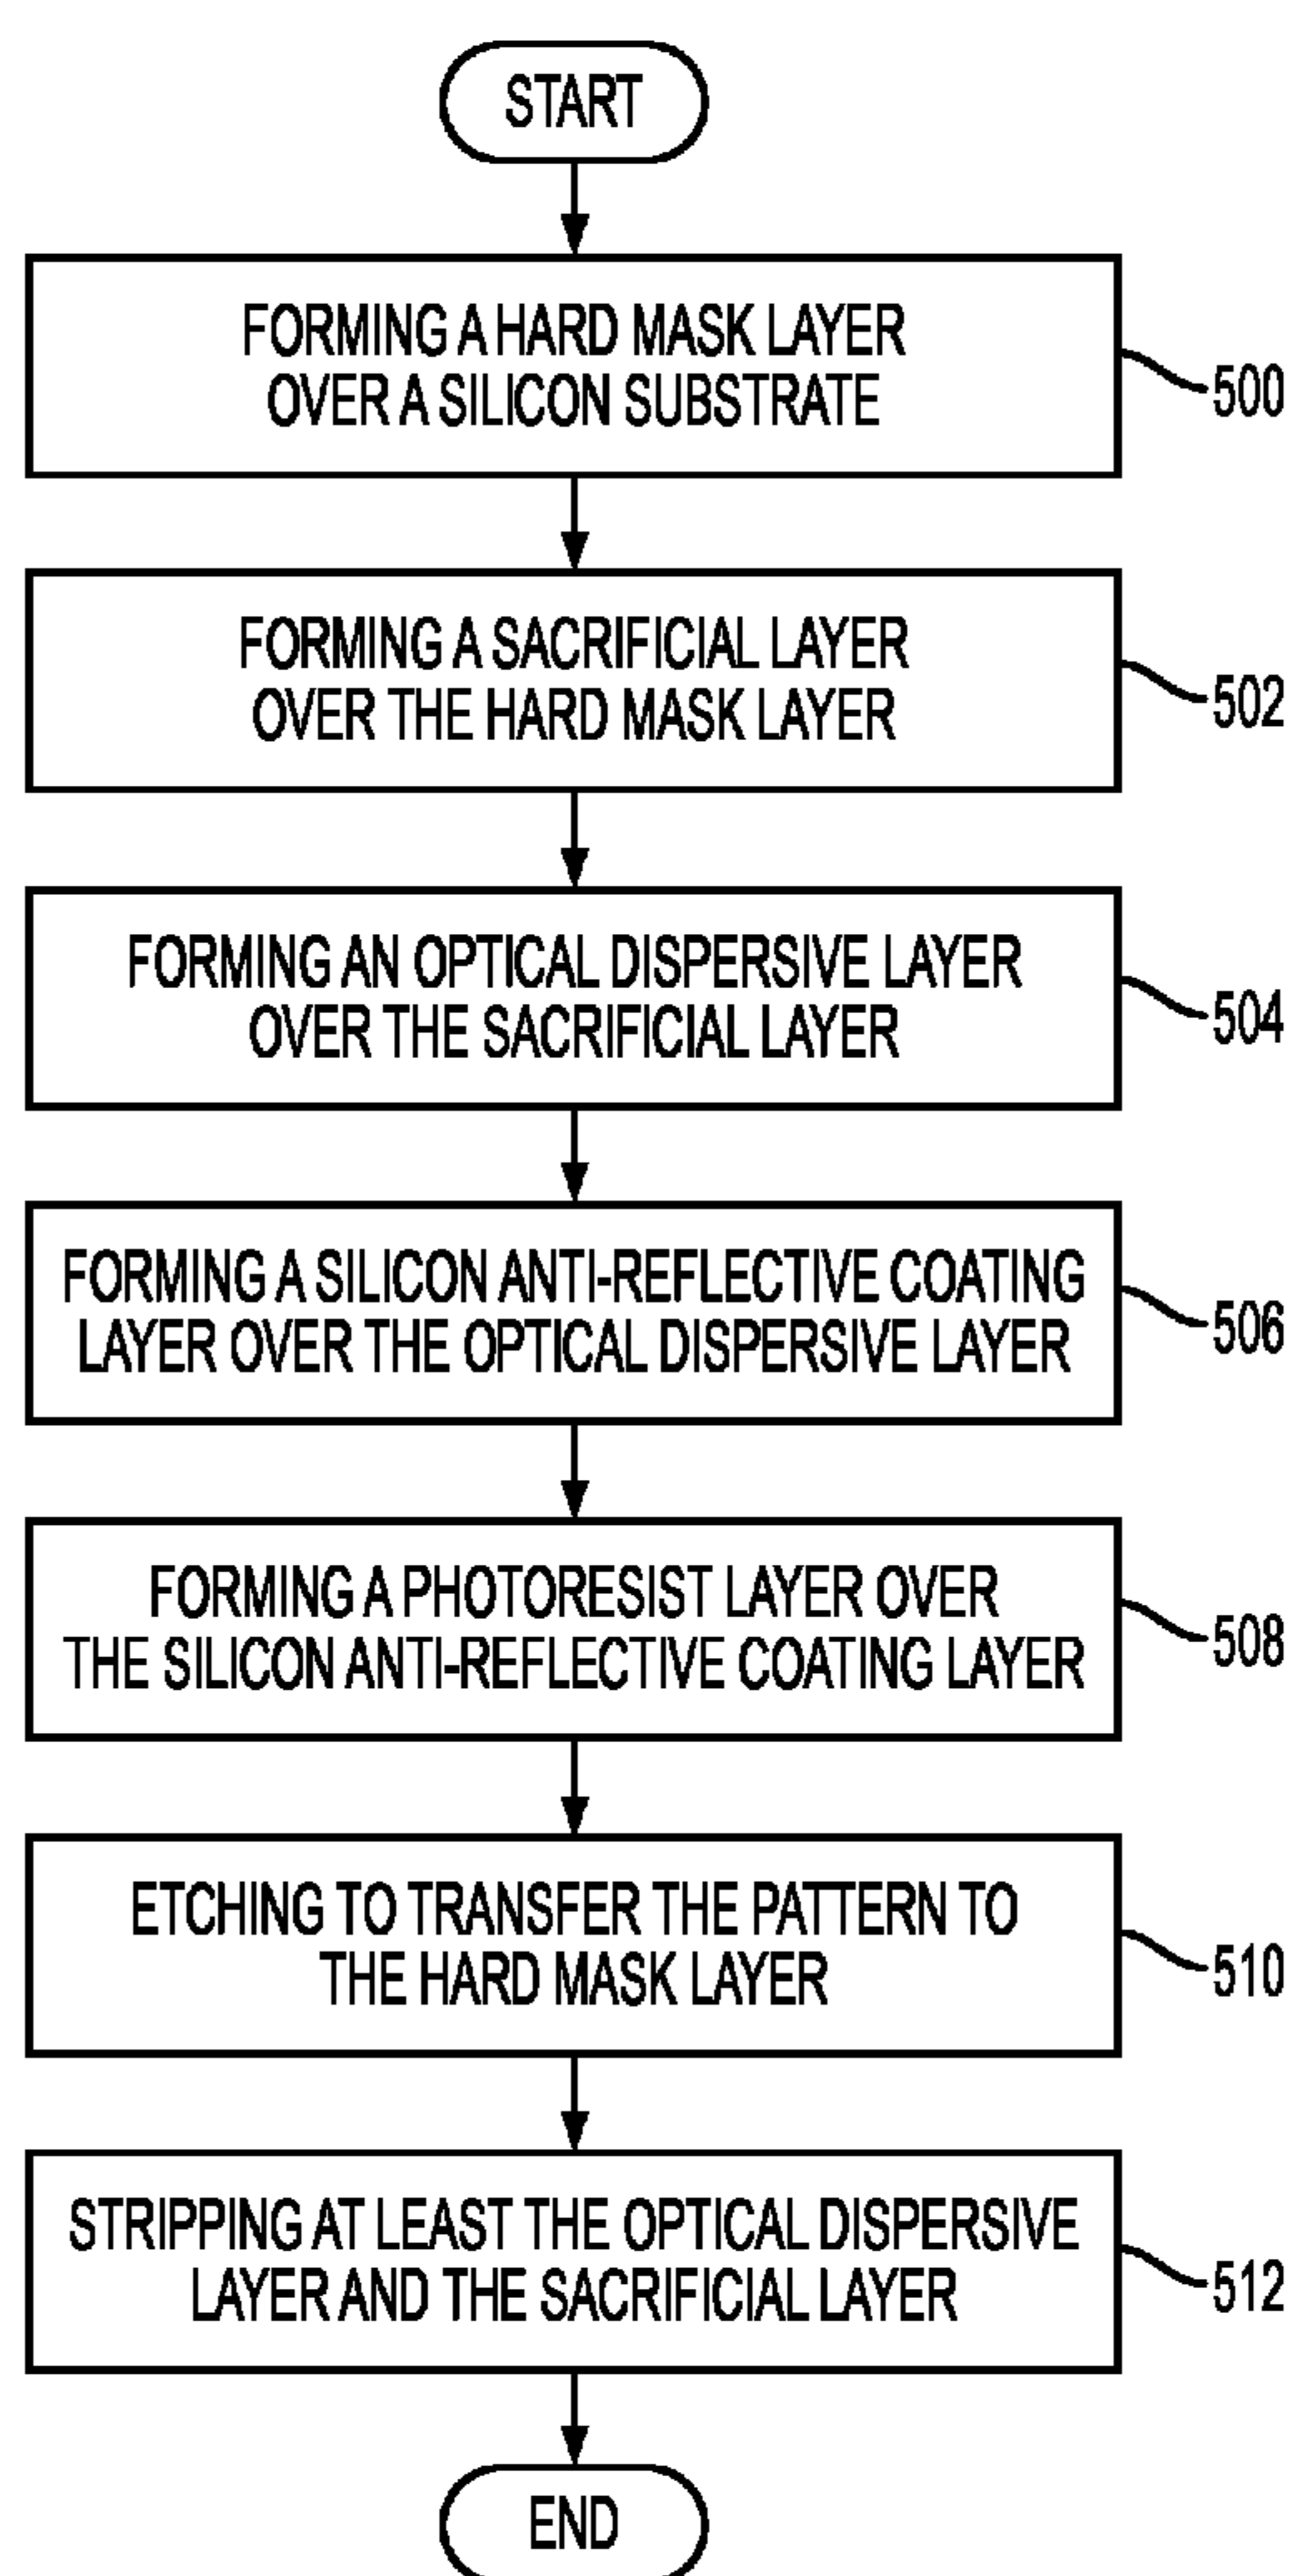 START
FORMING A HARD MASK LAYER
OVER A SILICON SUBSTRATE
500
FORMING A SACRIFICIAL LAYER
OVER THE HARD MASK LAYER
502
FORMING AN OPTICAL DISPERSIVE LAYER
OVER THE SACRIFICIAL LAYER
504
FORMING A SILICON ANTI-REFLECTIVE COATING
LAYER OVER THE OPTICAL DISPERSIVE LAYER
506
FORMING A PHOTORESIST LAYER OVER
THE SILICON ANTI-REFLECTIVE COATING LAYER
508
ETCHING TO TRANSFER THE PATTERN TO
THE HARD MASK LAYER
510
STRIPPING AT LEAST THE OPTICAL DISPERSIVE
LAYER AND THE SACRIFICIAL LAYER
512
END